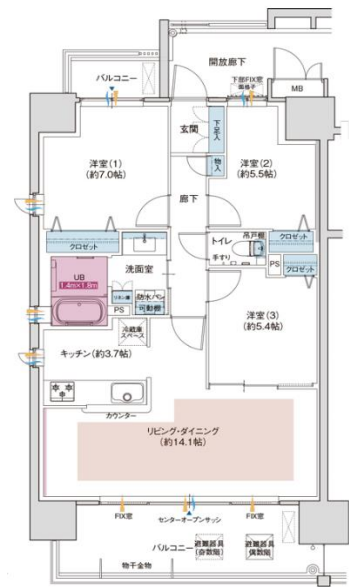 バルコニー
開放廊下
下部FIX窓
面格子
MB
玄関
下足入
洋室(1)
(約7.0帖)
洋室(2)
(約5.5帖)
物入
廊下
クロゼット
トイレ
吊戸棚
手すり
クロゼット
PS
クロゼット
UB
1.4m×1.8m
洗面室
リネン庫
防水パン
可動棚
PS
冷蔵庫
スペース
洋室(3)
(約5.4帖)
キッチン(約3.7帖)
カウンター
リビング・ダイニング
(約14.1帖)
FIX窓
センターオープンサッシ
FIX窓
バルコニー
避難器具
(奇数階)
避難器具
(偶数階)
物干金物